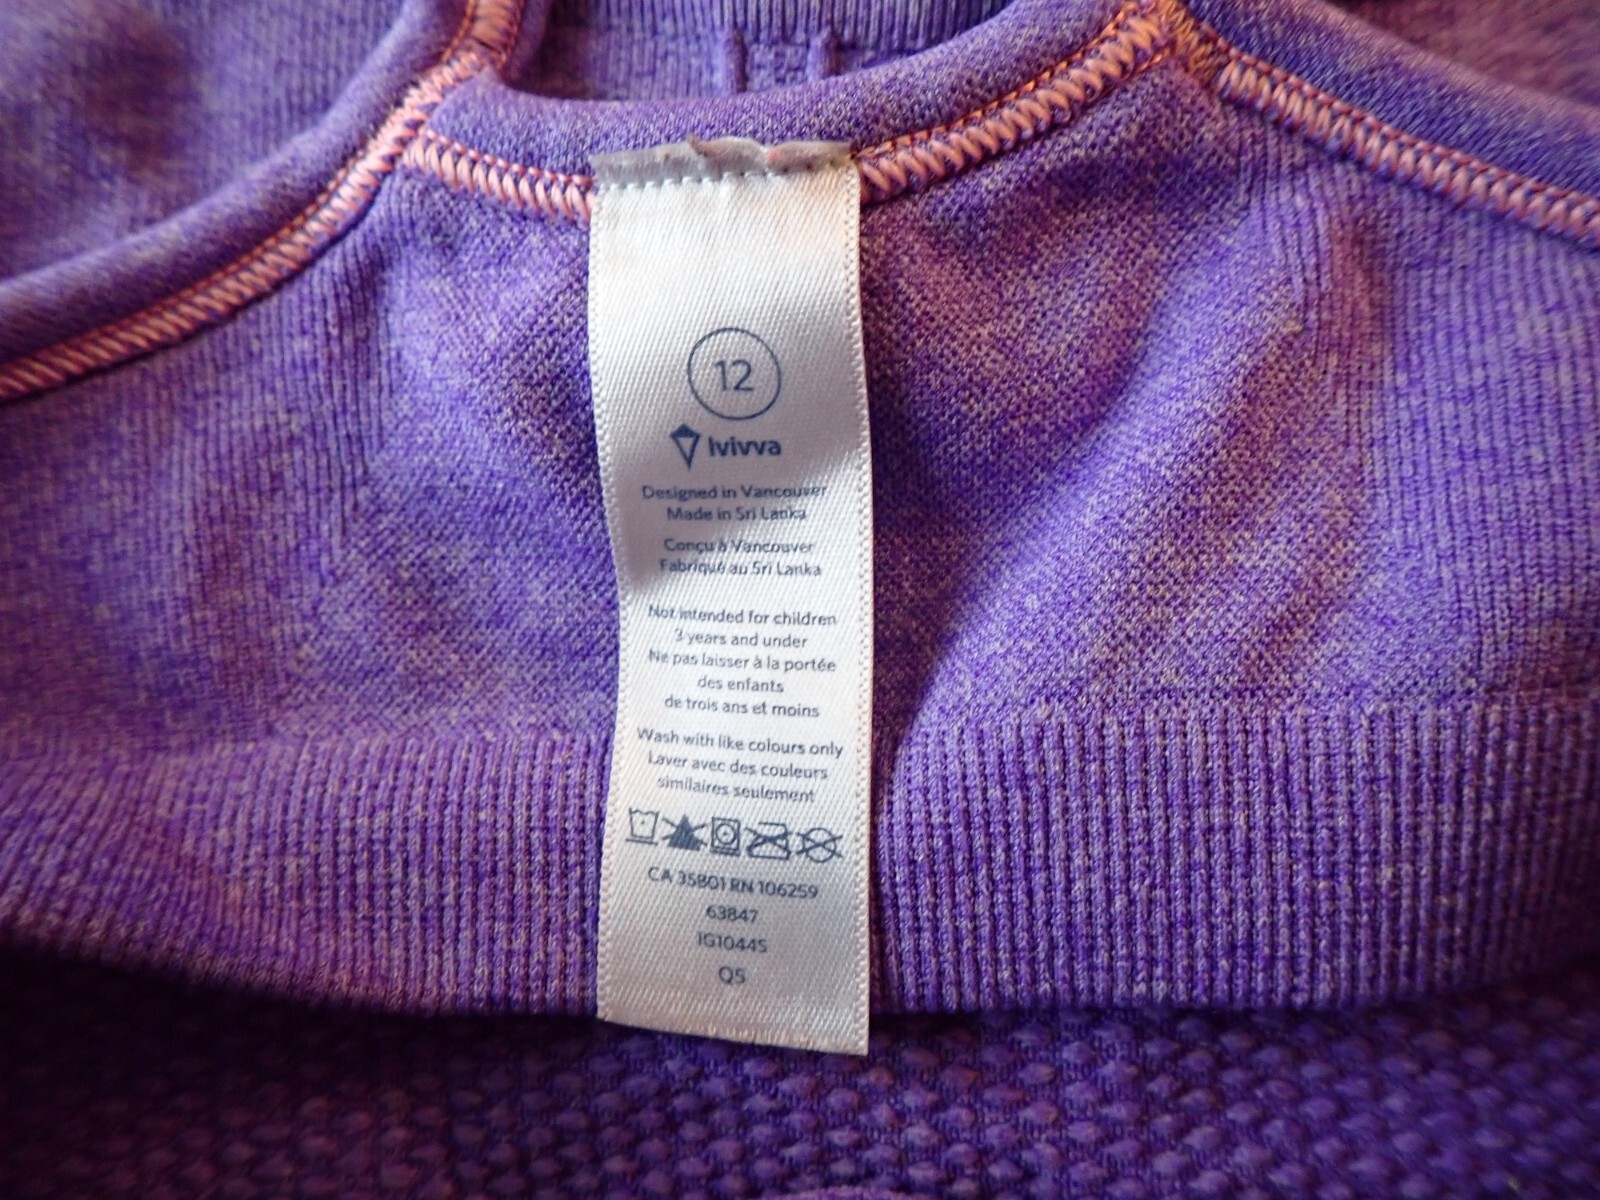 12
ivivva
Designed in Vancouver
Made in Sri Lanka
Conçu à Vancouver
Fabriqué au Sri Lanka
Not intended for children
3 years and under
Ne pas laisser à la portée
des enfants
de trois ans et moins
Wash with like colours only
Laver avec des couleurs
similaires seulement
CA 35801 RN 106259
63847
IG1044S
Q5